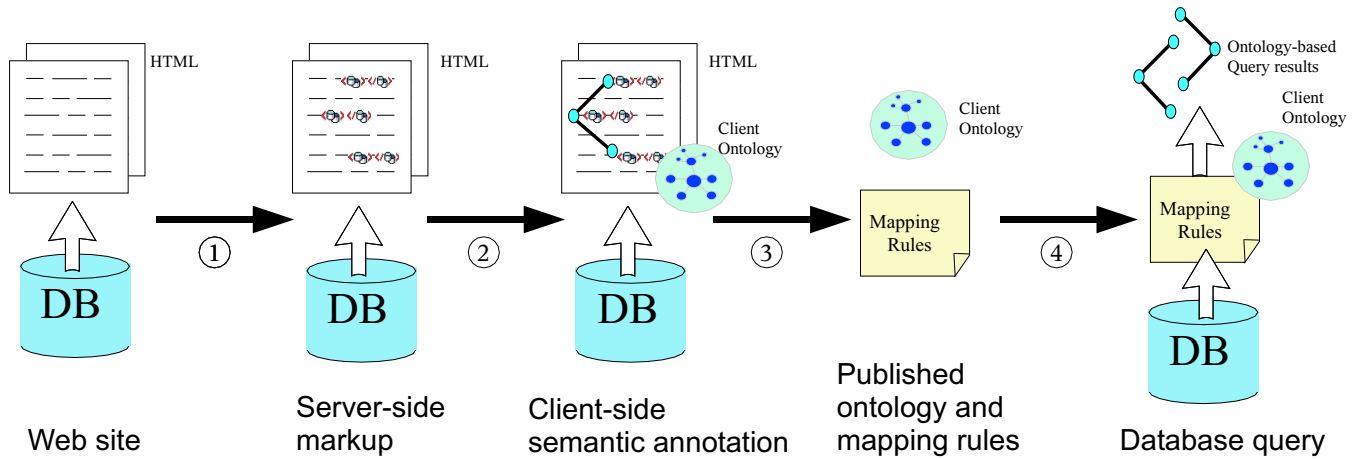 HTML
DB
Web site
①
HTML
DB
Server-side
markup
②
HTML
Client
Ontology
DB
Client-side
semantic annotation
③
Client
Ontology
Mapping
Rules
Published
ontology and
mapping rules
④
Ontology-based
Query results
Client
Ontology
Mapping
Rules
DB
Database query